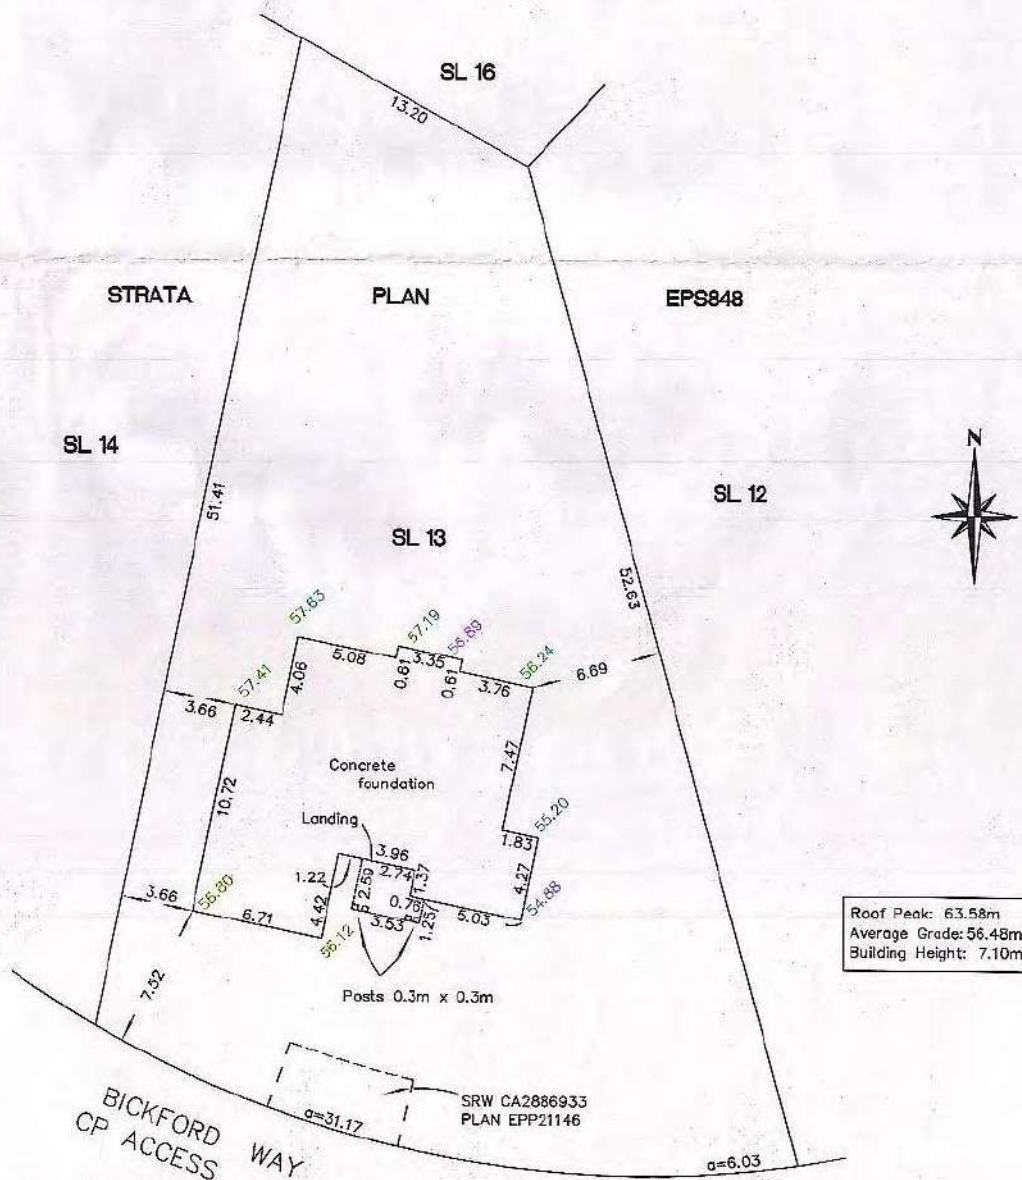 SL 16
13.20
STRATA PLAN EPS848
SL 14
51.41
SL 13
SL 12
N
52.63
57.63
57.19
56.89
56.24
5.08
3.35
0.61
0.61
3.76
6.69
57.41
4.06
3.66
2.44
7.47
Concrete
foundation
10.72
Landing
55.20
1.83
3.96
2.74
1.37
4.27
1.22
2.59
0.76
54.88
3.66
56.80
6.71
4.42
3.53
1.25
5.03
56.12
7.52
Posts 0.3m x 0.3m
Roof Peak: 63.58m
Average Grade: 56.48m
Building Height: 7.10m
SRW CA2886933
PLAN EPP21146
a=31.17
a=6.03
BICKFORD WAY
CP ACCESS